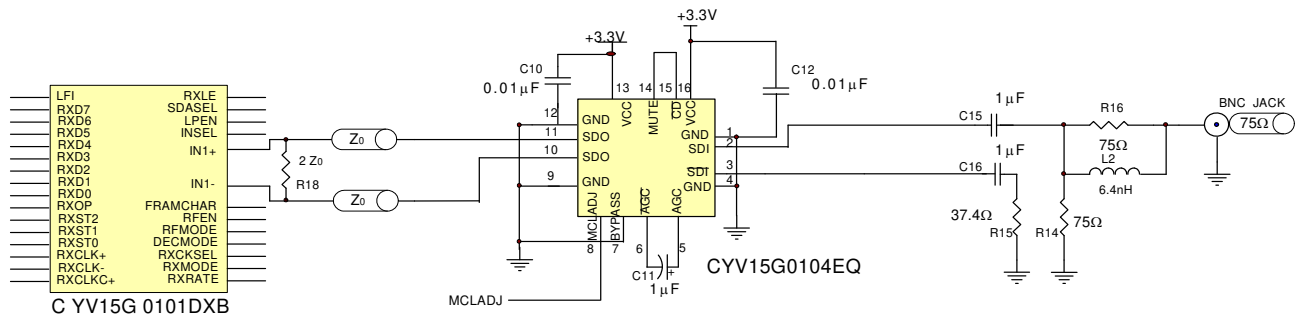 +3.3V
+3.3V
C10
0.01µF
C12
0.01µF
13
14
15
16
VCC
MUTE
CD
VCC
12
GND
11
SDO
10
SDO
9
GND
GND
1
SDI
2
SDI
3
GND
4
MCLADJ
BYPASS
AGC
AGC
8
7
6
5
C11
+
1µF
CYV15G0104EQ
MCLADJ
LFI
RXD7
RXD6
RXD5
RXD4
RXD3
RXD2
RXD1
RXD0
RXOP
RXST2
RXST1
RXST0
RXCLK+
RXCLK-
RXCLKC+
RXLE
SDASEL
LPEN
INSEL
IN1+
IN1-
FRAMCHAR
RFEN
RFMODE
DECMODE
RXCKSEL
RXMODE
RXRATE
C YV15G 0101DXB
2 Z0
R18
Z0
Z0
1µF
C15
1µF
C16
R16
75Ω
L2
6.4nH
37.4Ω
R15
75Ω
R14
BNC JACK
75Ω